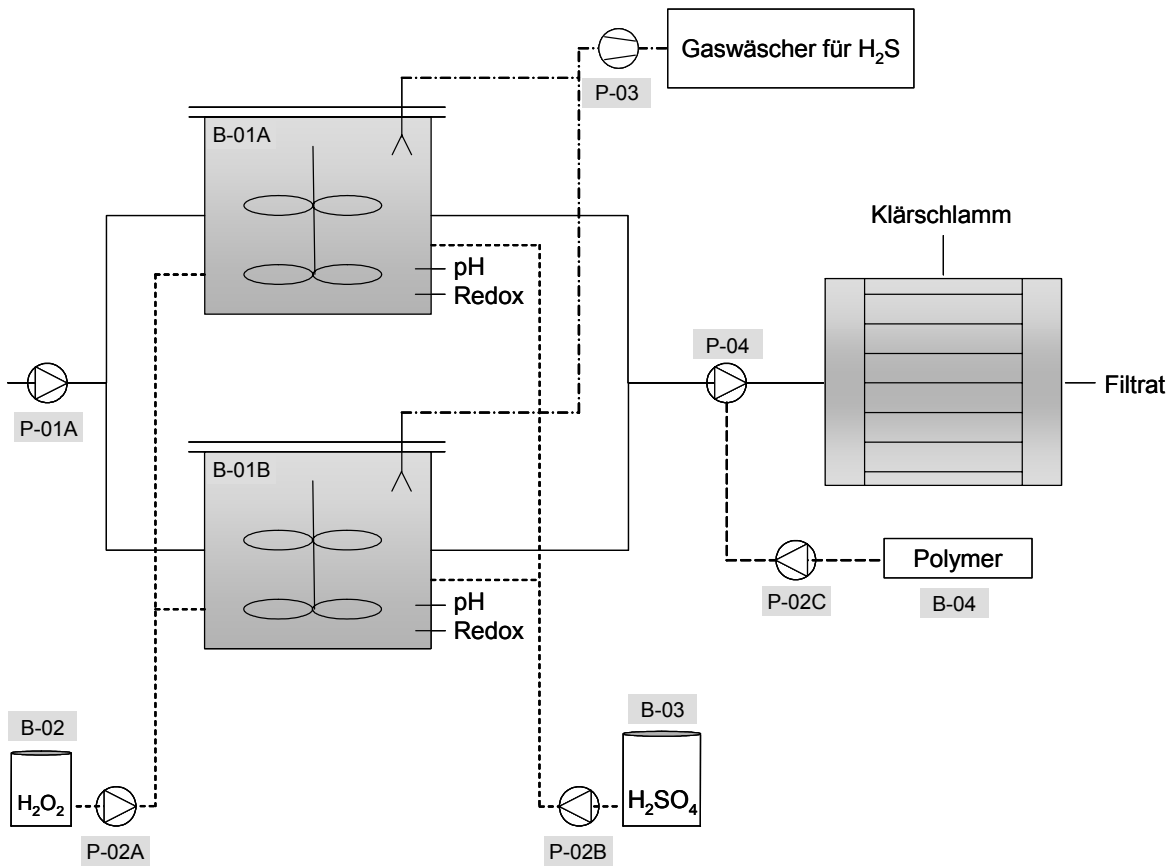 Gaswäscher für H₂S
P-03
B-01A
pH
Redox
Klärschlamm
P-04
Filtrat
P-01A
B-01B
pH
Redox
Polymer
P-02C
B-04
B-02
H₂O₂
P-02A
B-03
H₂SO₄
P-02B